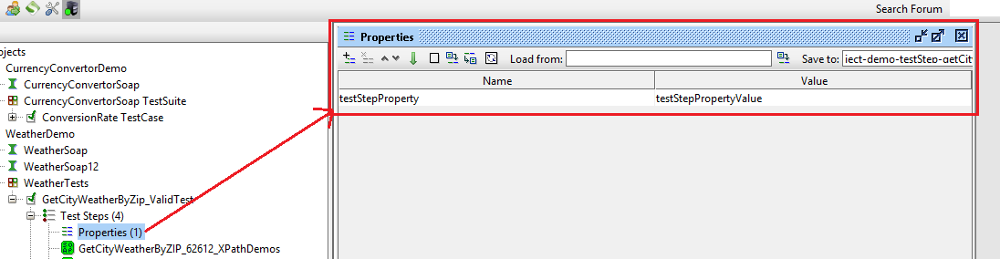 Search Forum
ojects
CurrencyConvertorDemo
CurrencyConvertorSoap
CurrencyConvertorSoap TestSuite
ConversionRate TestCase
WeatherDemo
WeatherSoap
WeatherSoap12
WeatherTests
GetCityWeatherByZip_ValidTest
Test Steps (4)
Properties (1)
GetCityWeatherByZIP_62612_XPathDemos
Properties
Load from:
Save to: ject-demo-testStep-getCit
Name Value
testStepProperty testStepPropertyValue